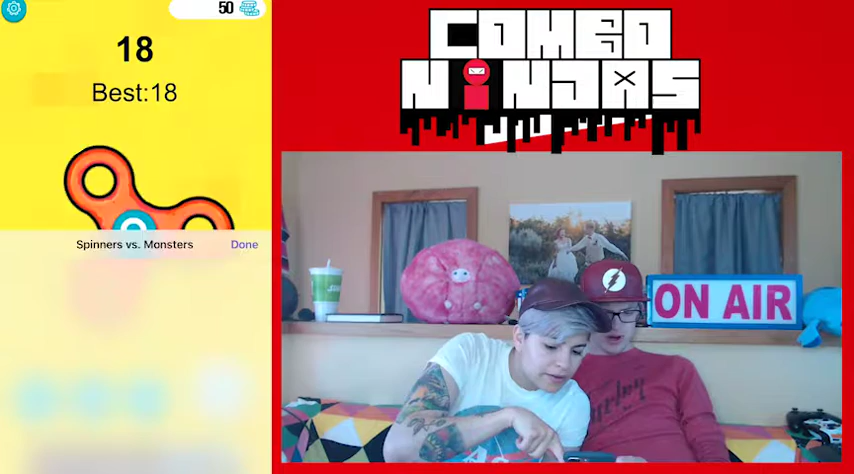 50
18
Best:18
Spinners vs. Monsters
Done
COMBO
NINJAS
ON AIR